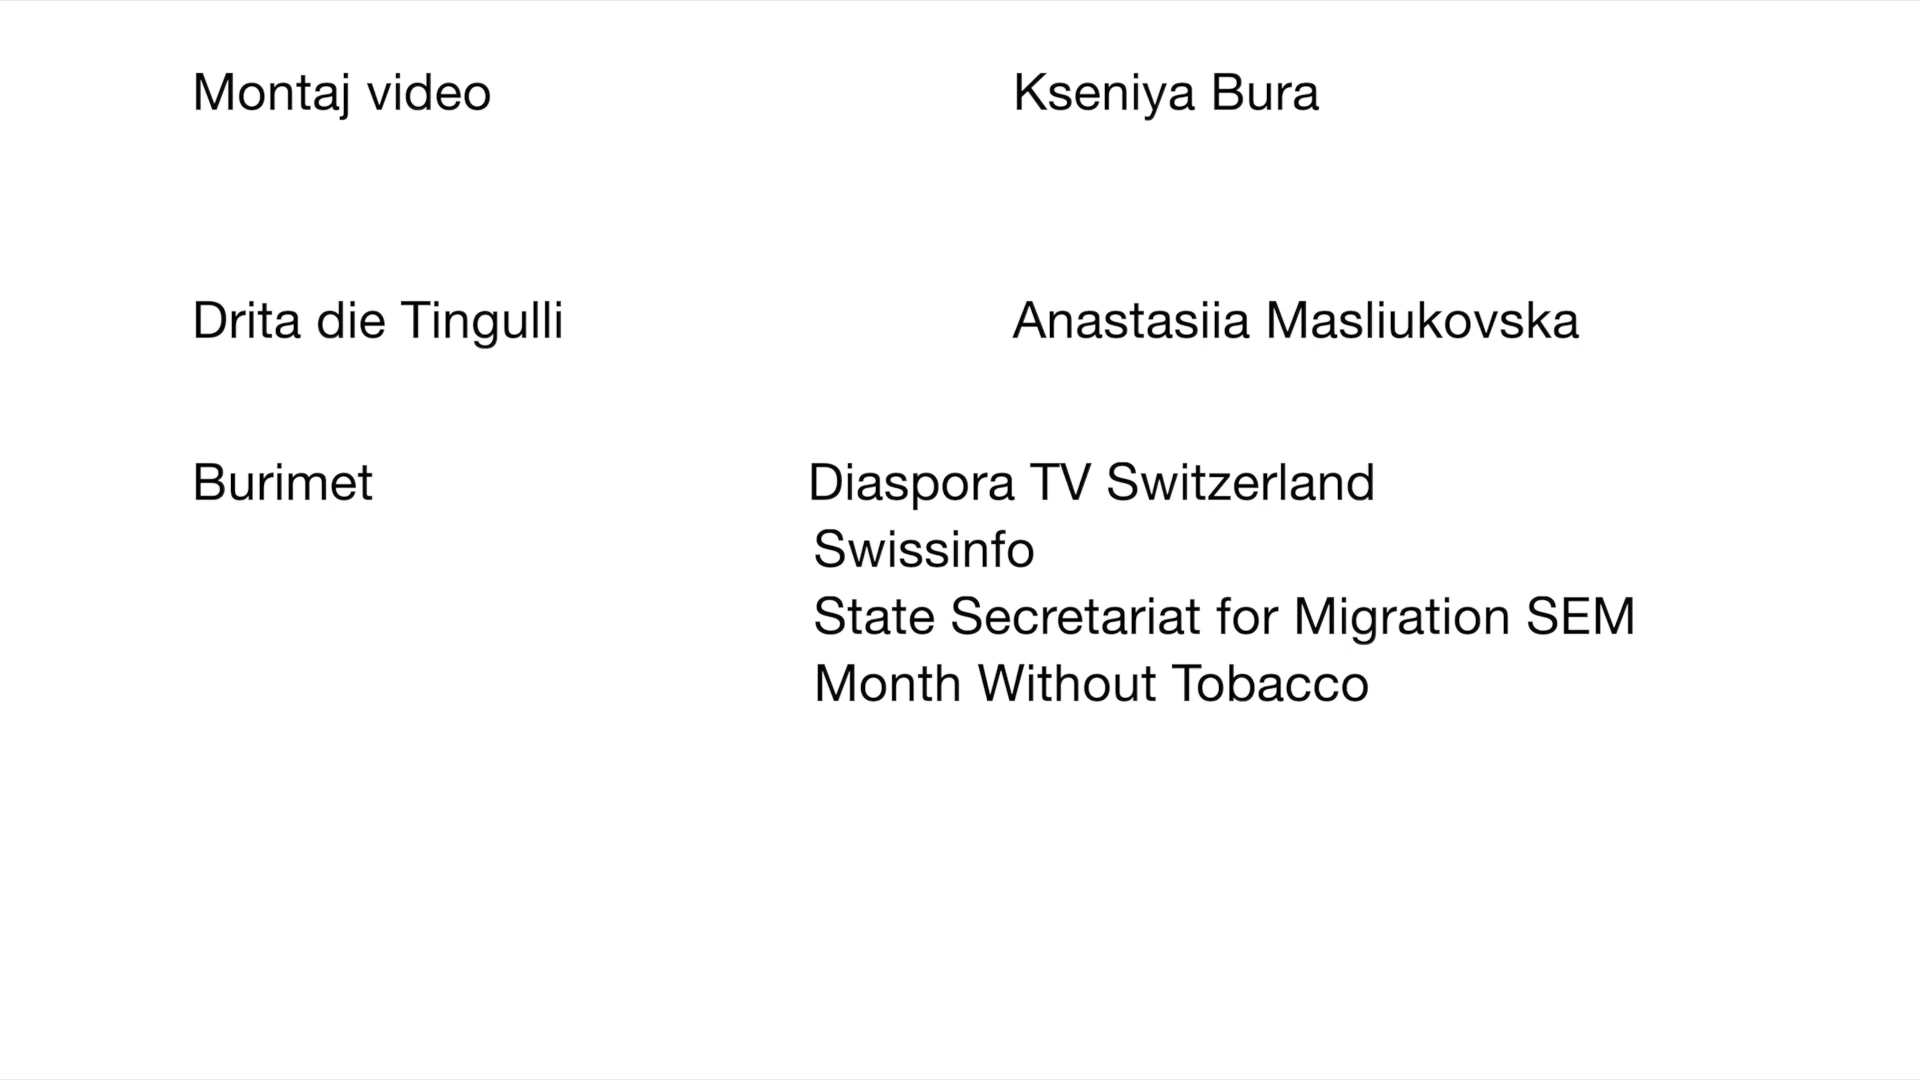 Montaj video Kseniya Bura
Drita die Tingulli Anastasiia Masliukovska
Burimet Diaspora TV Switzerland
Swissinfo
State Secretariat for Migration SEM
Month Without Tobacco